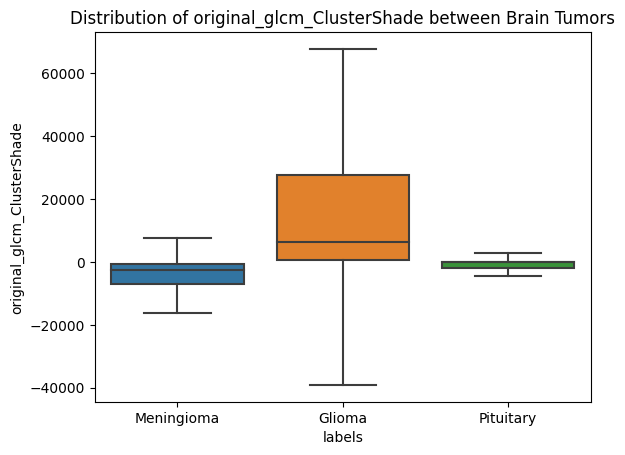 Distribution of original_glcm_ClusterShade between Brain Tumors
original_glcm_ClusterShade
60000
40000
20000
0
−20000
−40000
Meningioma Glioma Pituitary
labels